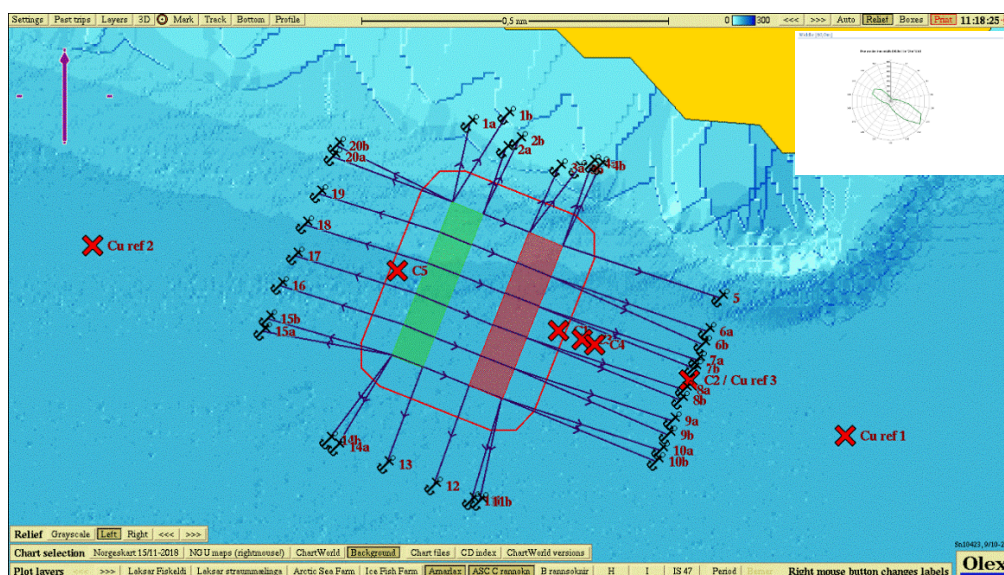 Settings Past trips Layers 3D Mark Track Bottom Profile
0,5 nm
0 300 <<< >>> Auto Relief Boxes Print 11:18:25
1a
1b
2a
2b
20b
20a
19
18
17
16
15b
15a
14b
14a
13
12
11b
4b
5
6a
6b
7a
7b
8a
8b
9a
9b
10a
10b
Cu ref 2
C5
C4
C2 / Cu ref 3
Cu ref 1
Relief Grayscale Left Right <<< >>>
Chart selection Norgeskart 15/11-2018 NGU maps (rightmouse!) ChartWorld Background Chart files CD index ChartWorld versions
Plot layers <<< >>> Laksar Fiskeldi Laksar straummælinga Arctic Sea Farm Ice Fish Farm Arnarlax ASC C rannsokn B rannsoknir H I IS 47 Period
Right mouse button changes labels
Olex